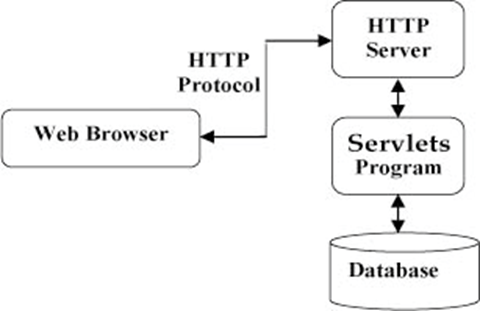 HTTP
Server
HTTP
Protocol
Web Browser
Servlets
Program
Database